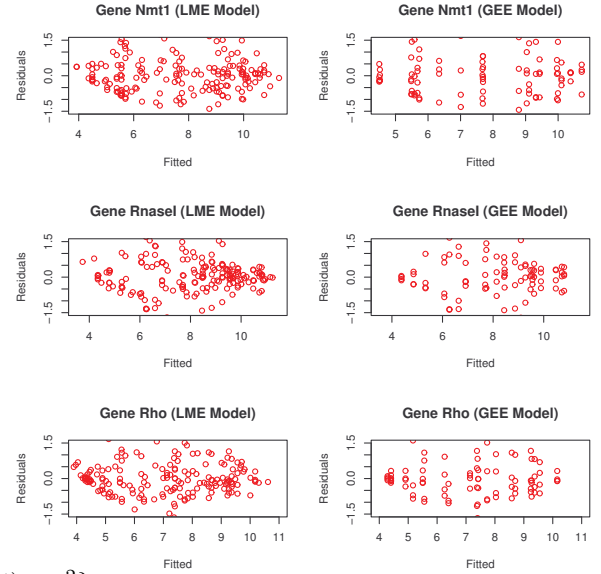 Gene Nmt1 (LME Model)
Gene Nmt1 (GEE Model)
Residuals
−1.5 0.0 1.5
4 6 8 10
Fitted
Residuals
−1.5 0.0 1.5
5 6 7 8 9 10
Fitted
Gene Rnasel (LME Model)
Gene Rnasel (GEE Model)
Residuals
−1.5 0.0 1.5
4 6 8 10
Fitted
Residuals
−1.5 0.0 1.5
4 6 8 10
Fitted
Gene Rho (LME Model)
Gene Rho (GEE Model)
Residuals
−1.5 0.0 1.5
4 5 6 7 8 9 10 11
Fitted
Residuals
−1.5 0.0 1.5
4 5 6 7 8 9 10 11
Fitted